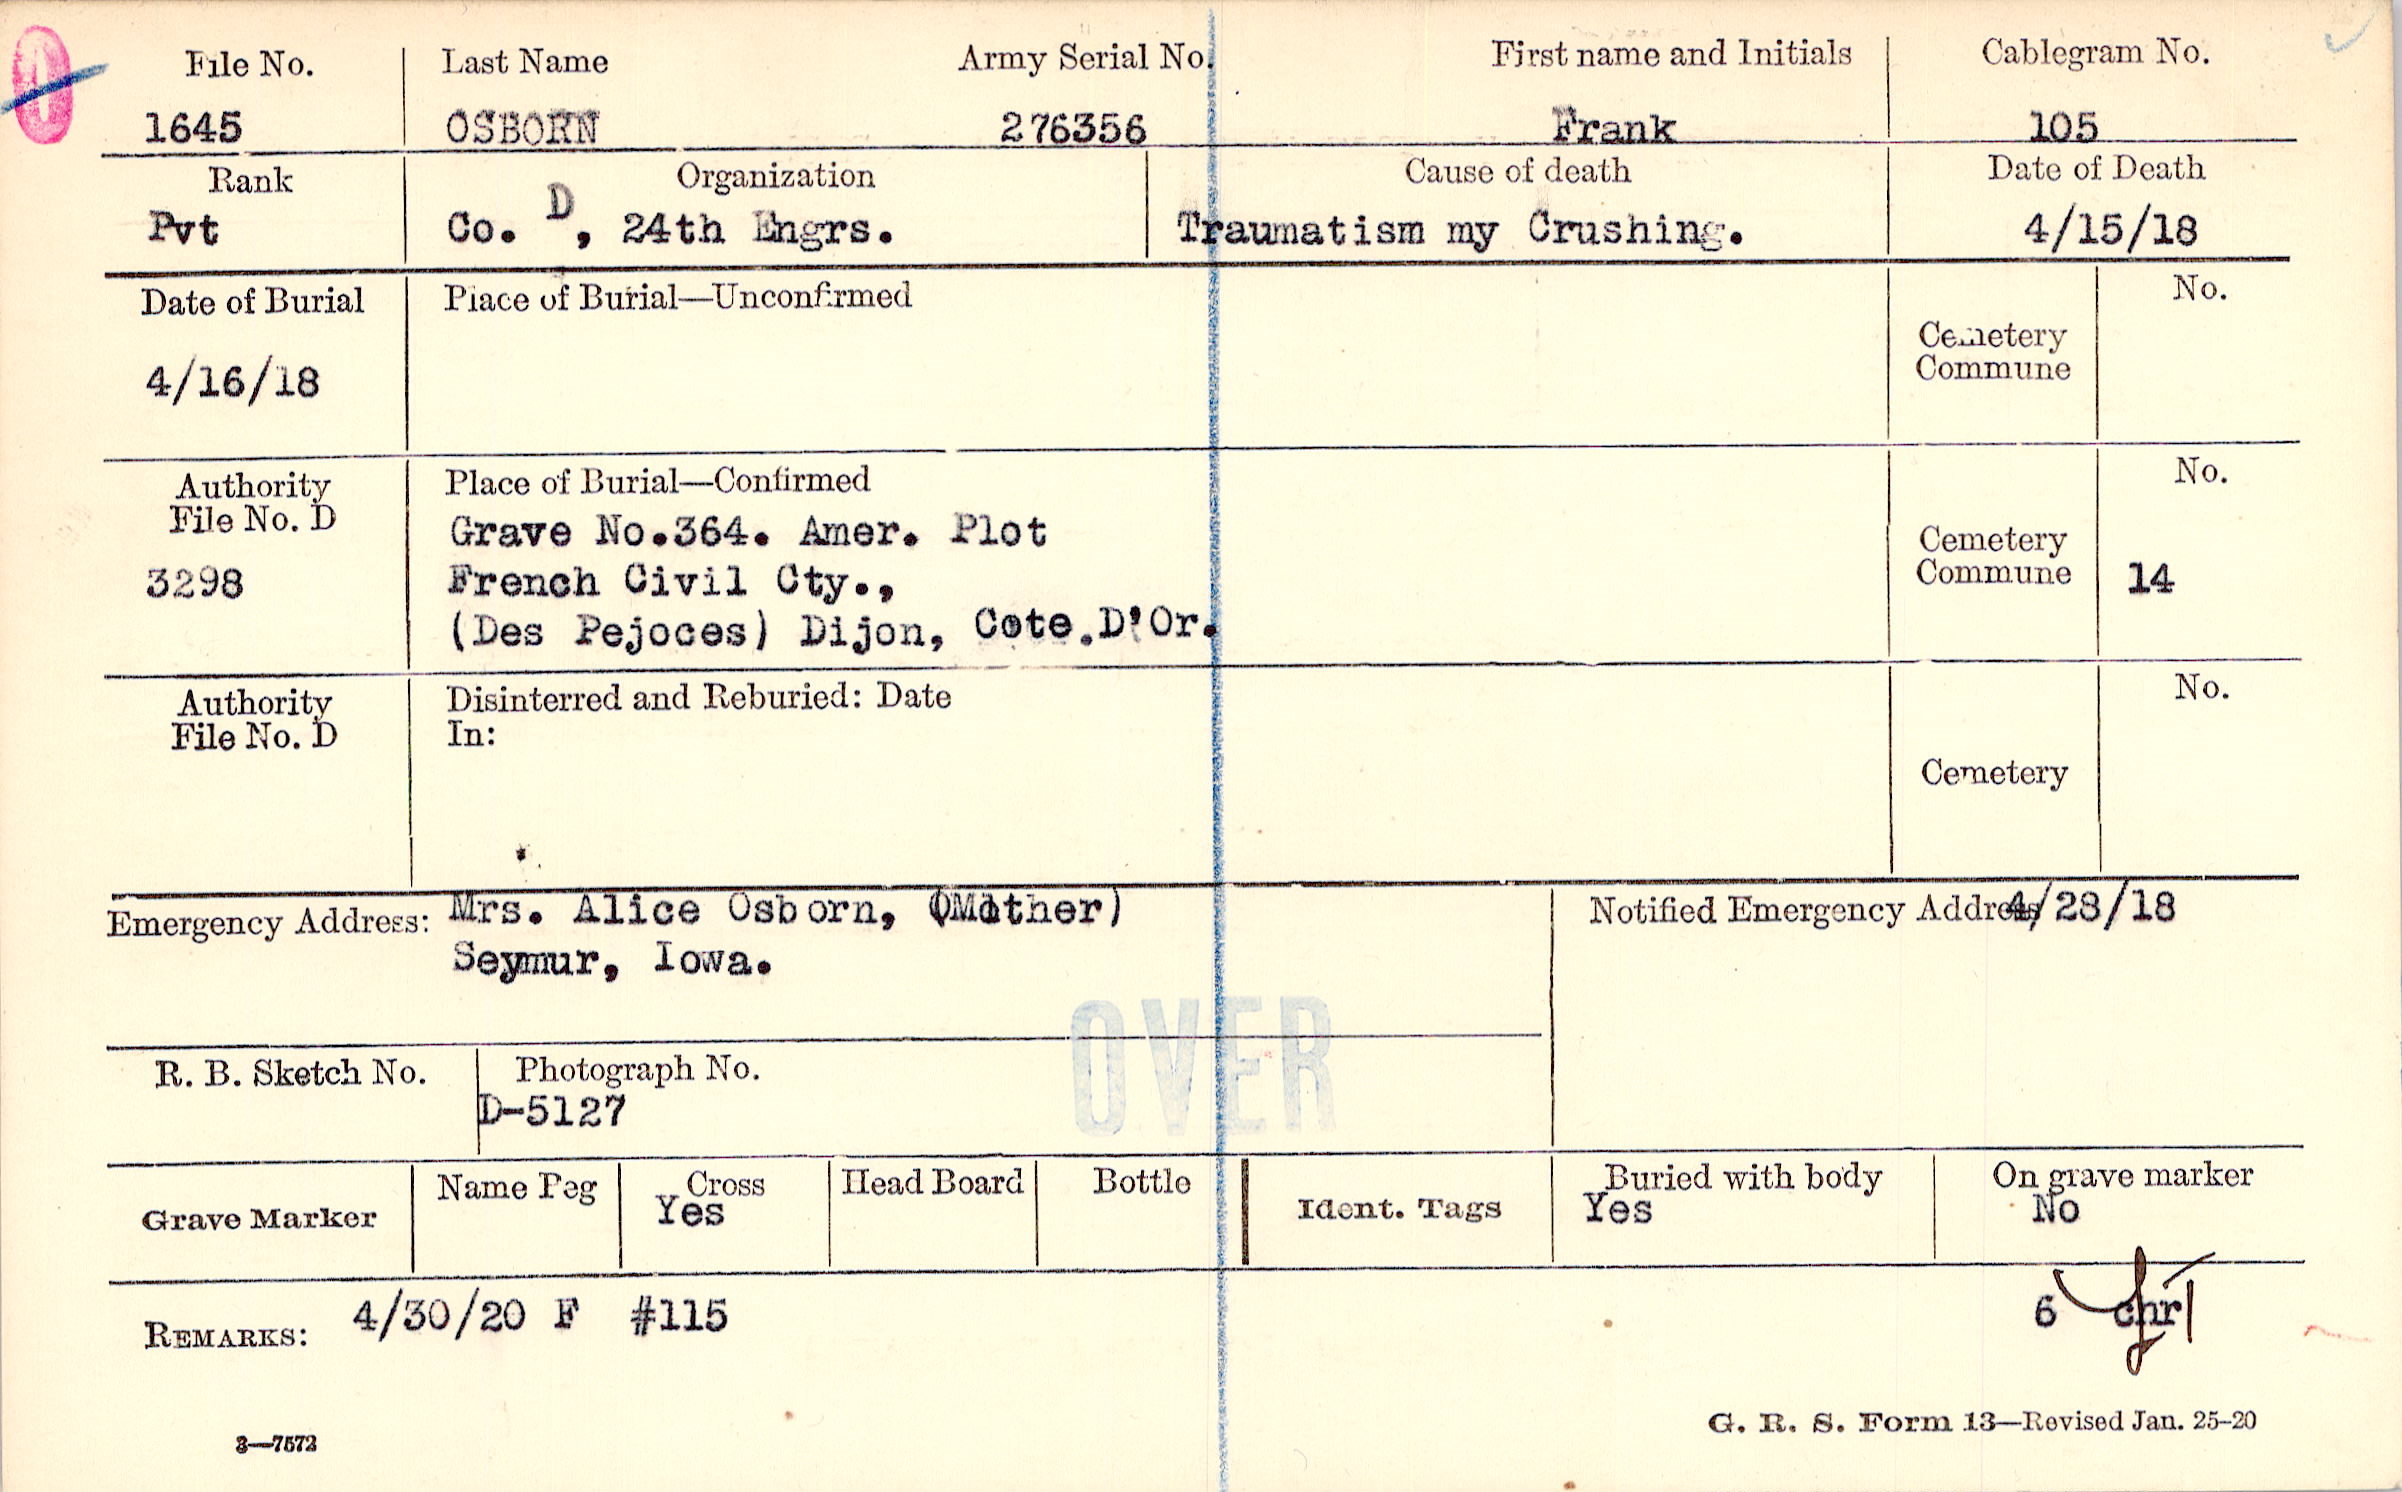 O
File No. Last Name Army Serial No. First name and Initials Cablegram No.
1645 OSBORN 276356 Frank 105
Rank Organization Cause of death Date of Death
Pvt Co. D, 24th Engrs. Traumatism my Crushing. 4/15/18
Date of Burial Place of Burial—Unconfirmed No.
Cemetery
Commune
4/16/18
Authority Place of Burial—Confirmed No.
File No. D Grave No.364. Amer. Plot Cemetery
3298 French Civil Cty., Commune 14
(Des Pejoces) Dijon, Cote.D'Or.
Authority Disinterred and Reburied: Date No.
File No. D In:
Cemetery
Emergency Address: Mrs. Alice Osborn, (Mother) Notified Emergency Address 4/28/18
Seymur, Iowa.
OVER
R. B. Sketch No. Photograph No.
D-5127
Grave Marker Name Peg Cross Head Board Bottle Ident. Tags Buried with body On grave marker
Yes Yes No
REMARKS: 4/30/20 F #115 6 chr
3—7572 G. R. S. Form 13—Revised Jan. 25-20